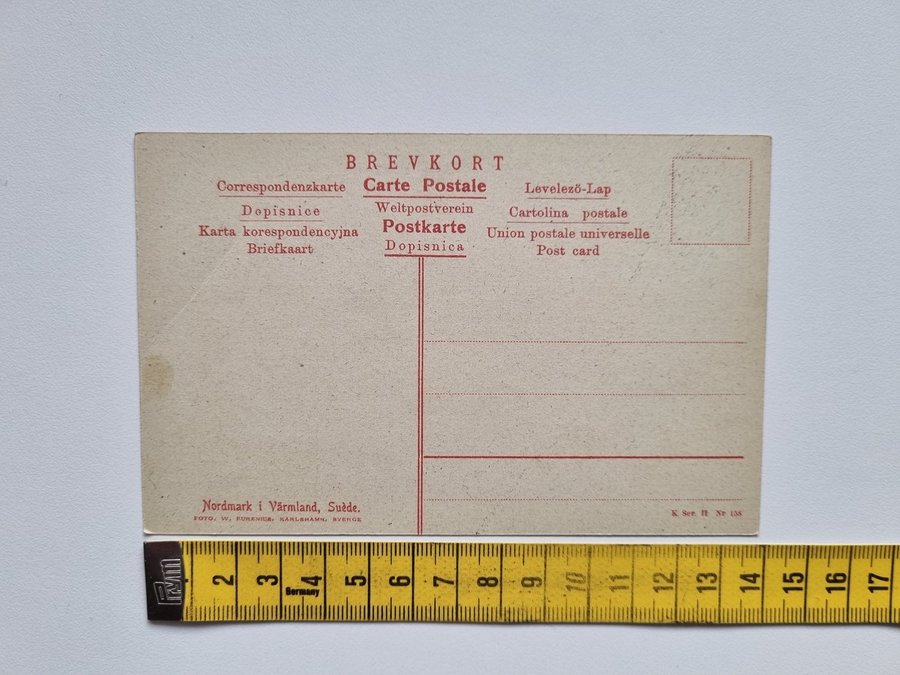 BREVKORT
Correspondenzkarte Carte Postale Levelező-Lap
Dopisnice Weltpostverein Cartolina postale
Karta korespondencyjna Postkarte Union postale universelle
Briefkaart Dopisnica Post card
Nordmark i Värmland, Suède.
FOTO. W. EURENIUS, KARLSHAMN, SVERGE
K. Ser. II Nr 158
prym
2 3 4 5 6 7 8 9 10 11 12 13 14 15 16 17
Germany